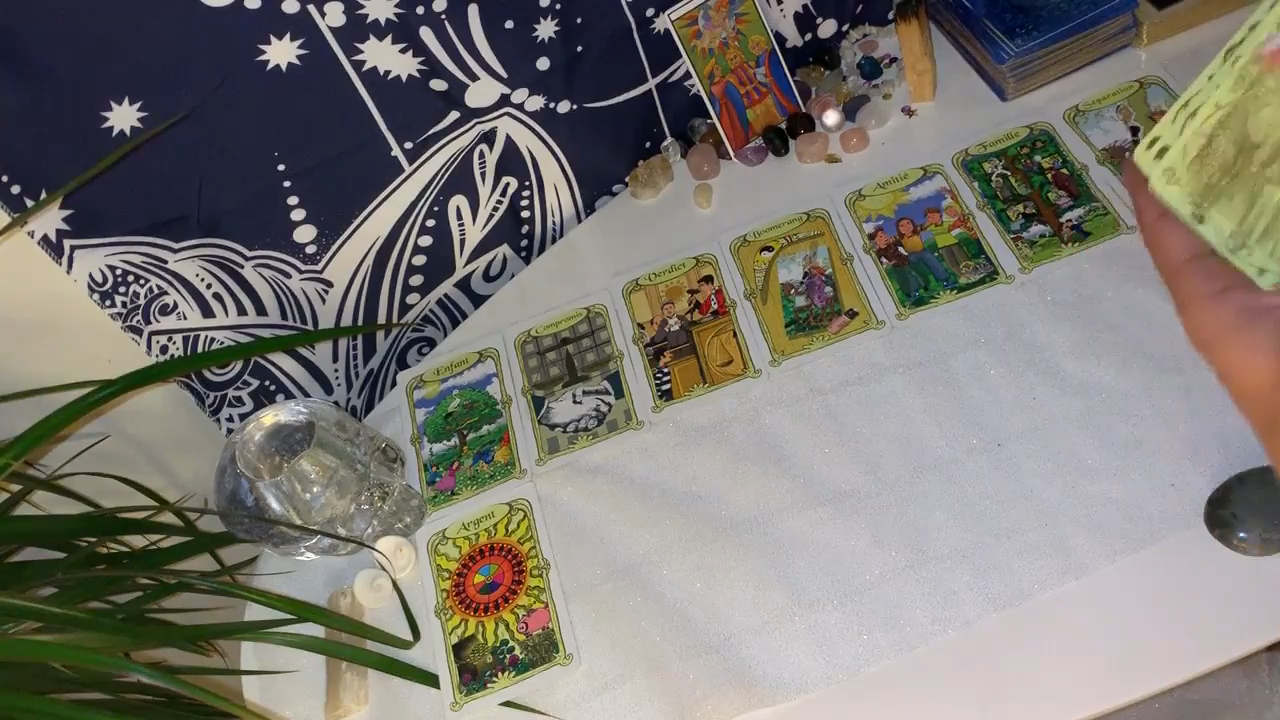 Enfant
Compromis
Verdict
Boomerang
Amitié
Famille
Séparation
Argent